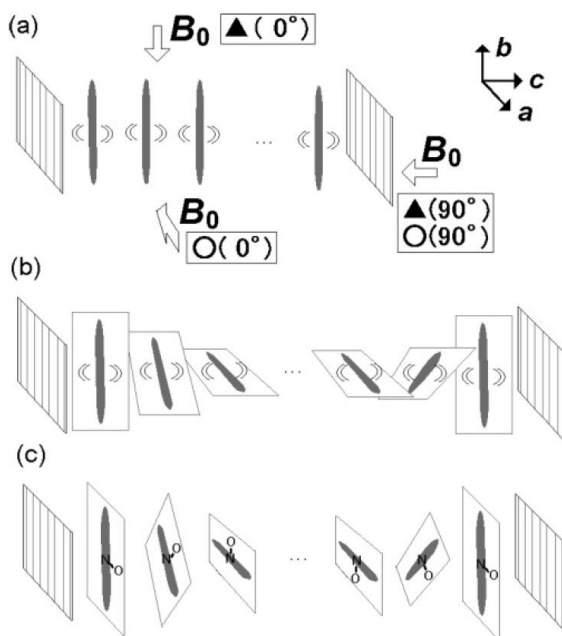 (a)
B₀ ▲( 0°)
b
c
a
...
B₀
▲(90°)
○(90°)
B₀
○( 0°)
(b)
...
(c)
N O
N O
O N
...
N O
N O
N O